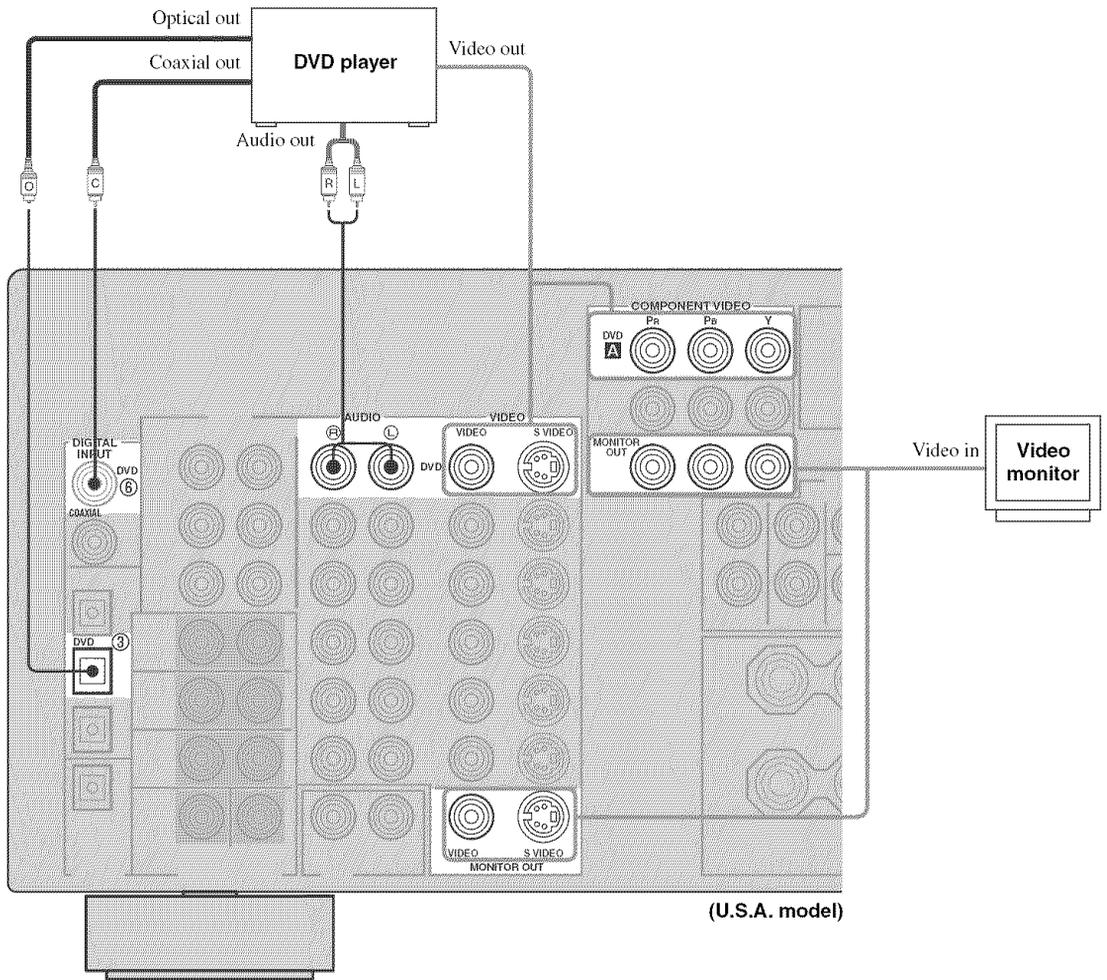 Optical out
Coaxial out
DVD player
Video out
Audio out
O
C
R
L
COMPONENT VIDEO
DVD
A
PR
PB
Y
AUDIO
R
L
DVD
VIDEO
VIDEO
S VIDEO
MONITOR
OUT
DIGITAL
INPUT
DVD
⑥
COAXIAL
Video in
Video
monitor
DVD
③
VIDEO
S VIDEO
MONITOR OUT
(U.S.A. model)